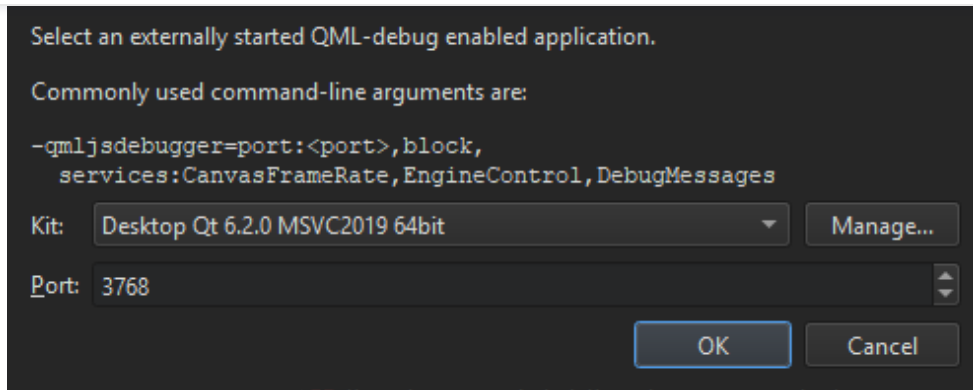 Select an externally started QML-debug enabled application.
Commonly used command-line arguments are:
-qmljsdebugger=port:<port>,block,
services:CanvasFrameRate,EngineControl,DebugMessages
Kit: Desktop Qt 6.2.0 MSVC2019 64bit Manage...
Port: 3768
OK Cancel